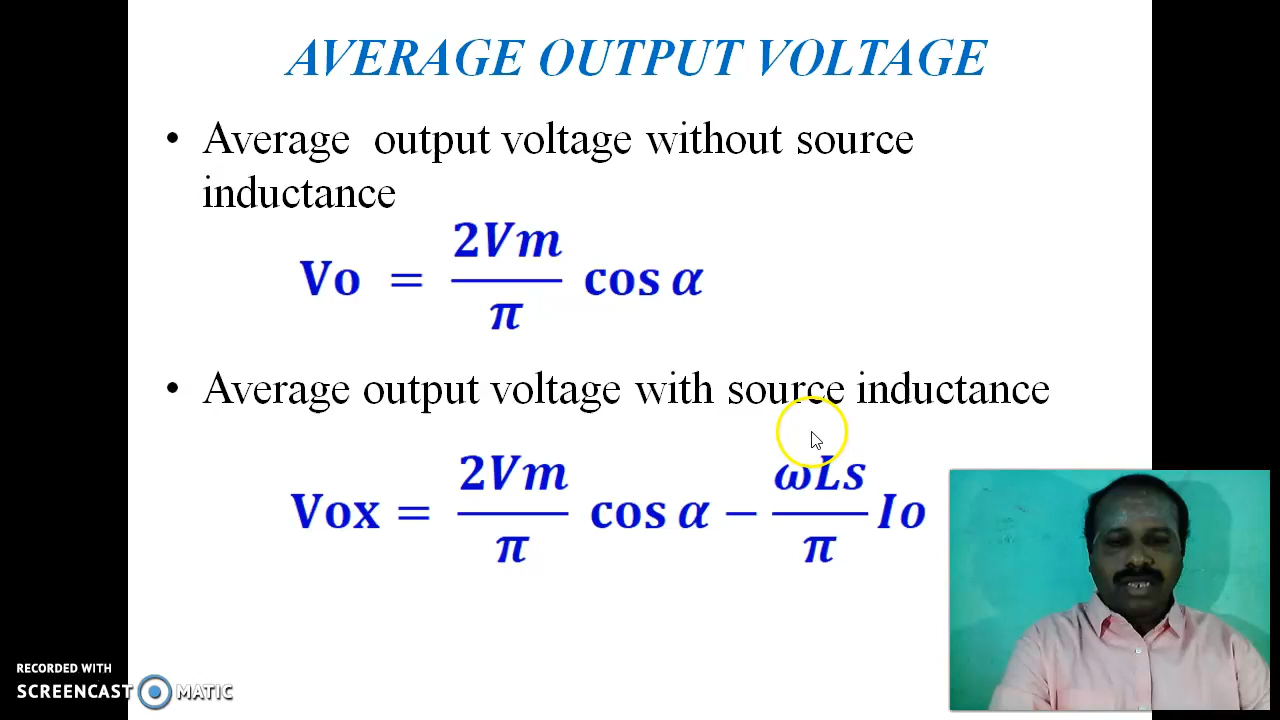 AVERAGE OUTPUT VOLTAGE
• Average output voltage without source
inductance
Vo = 2Vm/π cos α
• Average output voltage with source inductance
Vox = 2Vm/π cos α − ωLs/π Io
RECORDED WITH
SCREENCAST MATIC